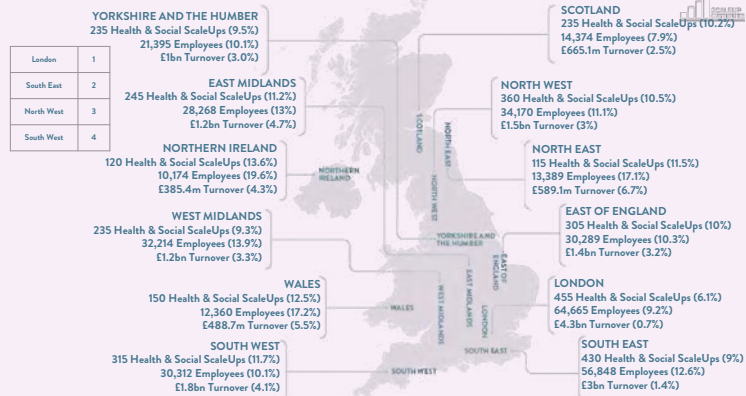 YORKSHIRE AND THE HUMBER
235 Health & Social ScaleUps (9.5%)
21,395 Employees (10.1%)
£1bn Turnover (3.0%)
SCOTLAND
235 Health & Social ScaleUps (10.2%)
14,374 Employees (7.9%)
£665.1m Turnover (2.5%)
London 1
South East 2
North West 3
South West 4
EAST MIDLANDS
245 Health & Social ScaleUps (11.2%)
28,268 Employees (13%)
£1.2bn Turnover (4.7%)
NORTH WEST
360 Health & Social ScaleUps (10.5%)
34,170 Employees (11.1%)
£1.5bn Turnover (3%)
NORTHERN IRELAND
120 Health & Social ScaleUps (13.6%)
10,174 Employees (19.6%)
£385.4m Turnover (4.3%)
NORTH EAST
115 Health & Social ScaleUps (11.5%)
13,389 Employees (17.1%)
£589.1m Turnover (6.7%)
WEST MIDLANDS
235 Health & Social ScaleUps (9.3%)
32,214 Employees (13.9%)
£1.2bn Turnover (3.3%)
EAST OF ENGLAND
305 Health & Social ScaleUps (10%)
30,289 Employees (10.3%)
£1.4bn Turnover (3.2%)
WALES
150 Health & Social ScaleUps (12.5%)
12,360 Employees (17.2%)
£488.7m Turnover (5.5%)
LONDON
455 Health & Social ScaleUps (6.1%)
64,665 Employees (9.2%)
£4.3bn Turnover (0.7%)
SOUTH WEST
315 Health & Social ScaleUps (11.7%)
30,312 Employees (10.1%)
£1.8bn Turnover (4.1%)
SOUTH EAST
430 Health & Social ScaleUps (9%)
56,848 Employees (12.6%)
£3bn Turnover (1.4%)
SCOTLAND
NORTH EAST
NORTHERN
IRELAND
NORTH WEST
YORKSHIRE AND
THE HUMBER
EAST OF
ENGLAND
EAST MIDLANDS
WEST MIDLANDS
WALES
LONDON
SOUTH EAST
SOUTH WEST